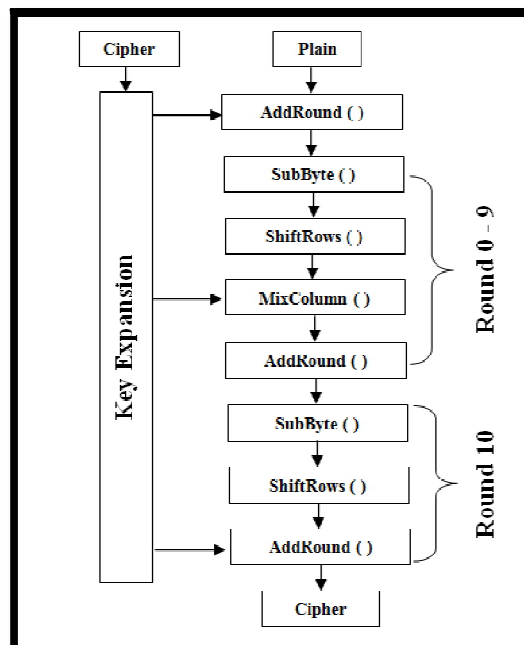 Cipher
Plain
AddRound ( )
SubByte ( )
ShiftRows ( )
MixColumn ( )
AddRound ( )
Round 0 - 9
Key Expansion
SubByte ( )
ShiftRows ( )
AddRound ( )
Round 10
Cipher